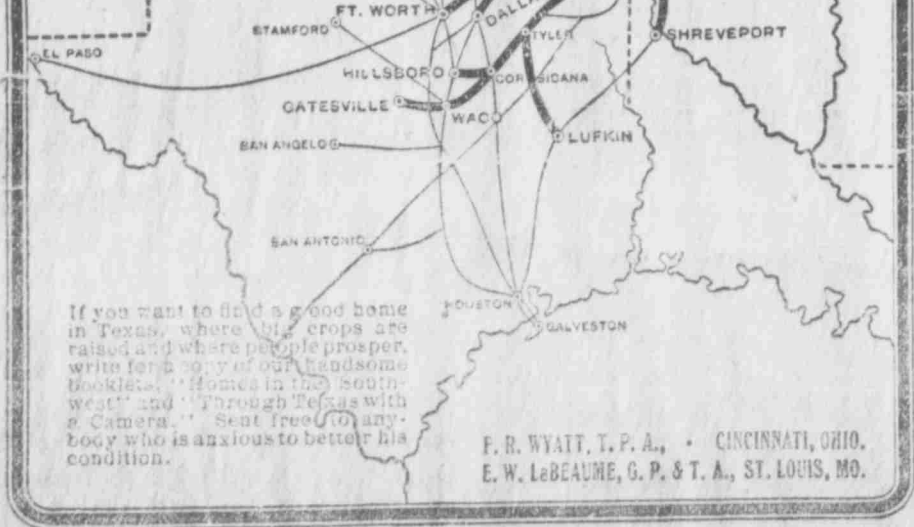 FT. WORTH
DALLA
STAMFORD
TYLER
SHREVEPORT
EL PASO
HILLSBORO
CORSICANA
GATESVILLE
WACO
LUFKIN
SAN ANGELO
SAN ANTONIO
HOUSTON
GALVESTON
If you want to find a good home
in Texas, where big crops are
raised and where people prosper,
write for a copy of our handsome
booklets, "Homes in the South-
west" and "Through Texas with
a Camera." Sent free to any-
body who is anxious to better his
condition.
F. R. WYATT, T. P. A., • CINCINNATI, OHIO.
E. W. LeBEAUME, G. P. & T. A., ST. LOUIS, MO.